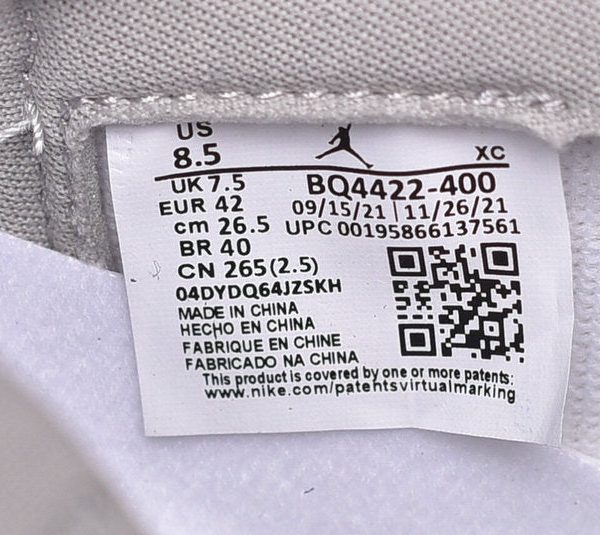 US
8.5
XC
UK 7.5
BQ4422-400
EUR 42
09/15/21 | 11/26/21
cm 26.5
UPC 00195866137561
BR 40
CN 265(2.5)
04DYDQ64JZSKH
MADE IN CHINA
HECHO EN CHINA
FABRIQUE EN CHINE
FABRICADO NA CHINA
This product is covered by one or more patents:
www.nike.com/patentsvirtualmarking